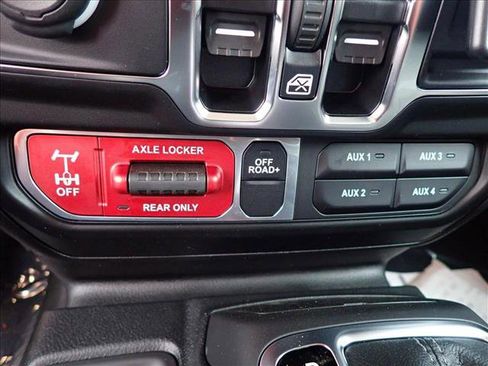 AXLE LOCKER
OFF
REAR ONLY
OFF
ROAD+
AUX 1
AUX 3
AUX 2
AUX 4